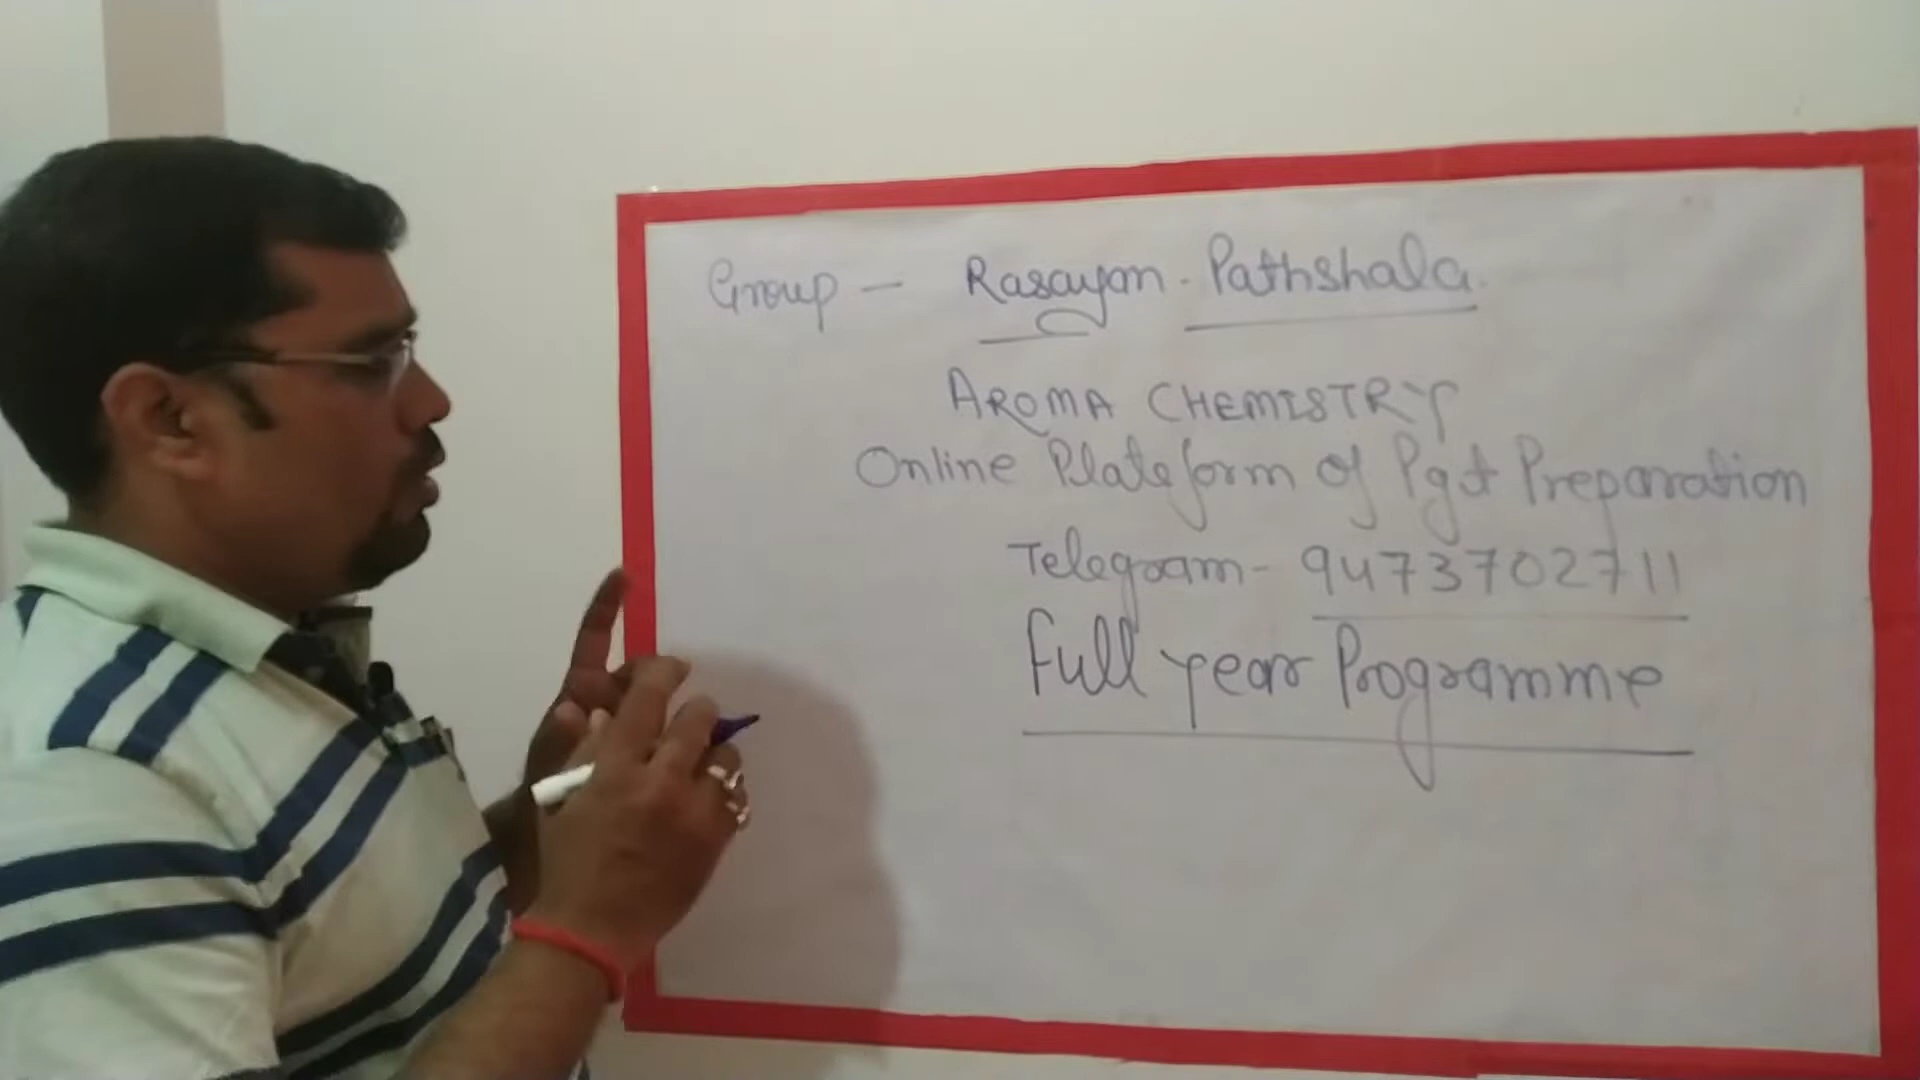 Group - Rasayan. Pathshala.
AROMA CHEMISTRY
Online Plateform of Pgt Preparation
Telegram - 9473702711
Full year Programme